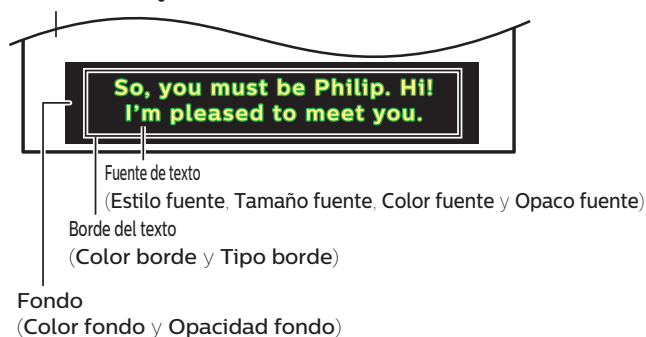 So, you must be Philip. Hi!
I'm pleased to meet you.
Fuente de texto
(Estilo fuente, Tamaño fuente, Color fuente y Opaco fuente)
Borde del texto
(Color borde y Tipo borde)
Fondo
(Color fondo y Opacidad fondo)